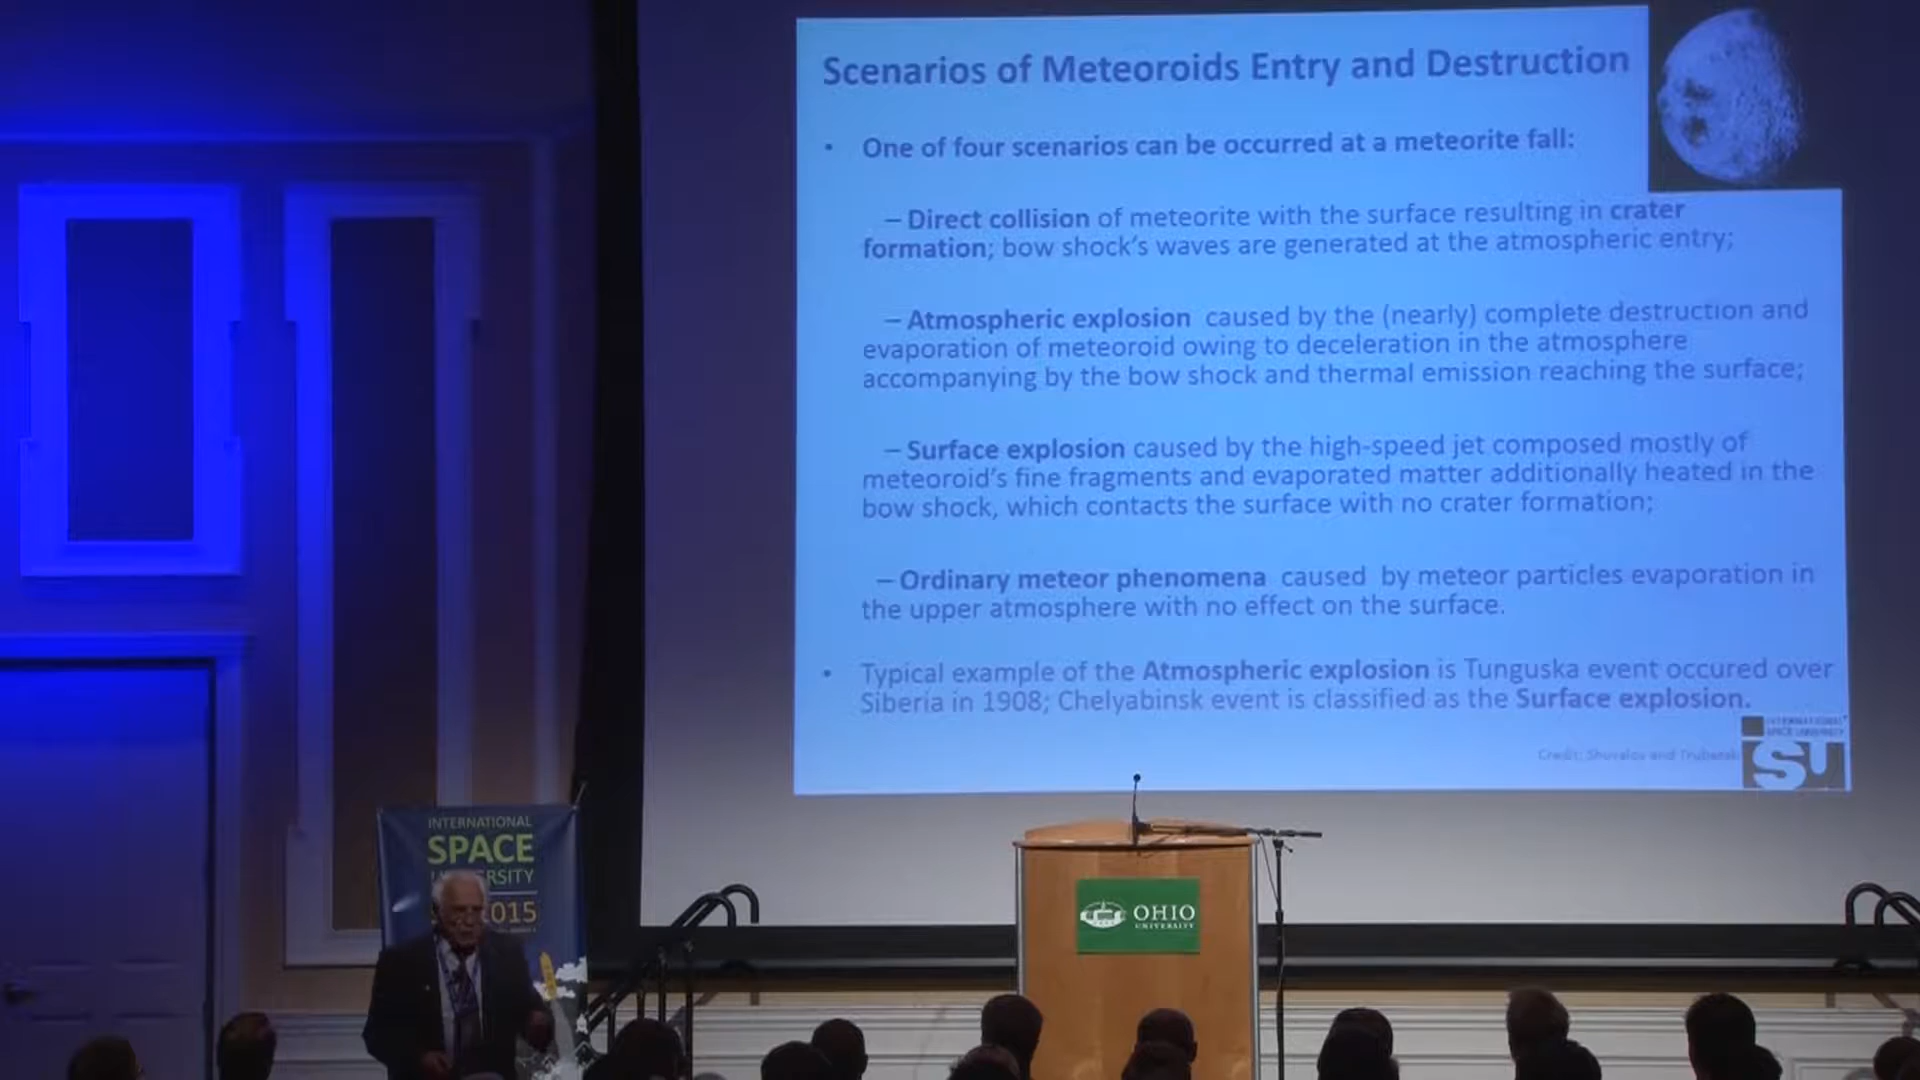 Scenarios of Meteoroids Entry and Destruction
• One of four scenarios can be occurred at a meteorite fall:
– Direct collision of meteorite with the surface resulting in crater
formation; bow shock's waves are generated at the atmospheric entry;
– Atmospheric explosion caused by the (nearly) complete destruction and
evaporation of meteoroid owing to deceleration in the atmosphere
accompanying by the bow shock and thermal emission reaching the surface;
– Surface explosion caused by the high-speed jet composed mostly of
meteoroid's fine fragments and evaporated matter additionally heated in the
bow shock, which contacts the surface with no crater formation;
– Ordinary meteor phenomena caused by meteor particles evaporation in
the upper atmosphere with no effect on the surface.
• Typical example of the Atmospheric explosion is Tunguska event occured over
Siberia in 1908; Chelyabinsk event is classified as the Surface explosion.
Credit: Shuvalov and
INTERNATIONAL
SPACE UNIVERSITY
ISU
INTERNATIONAL
SPACE
OHIO
UNIVERSITY